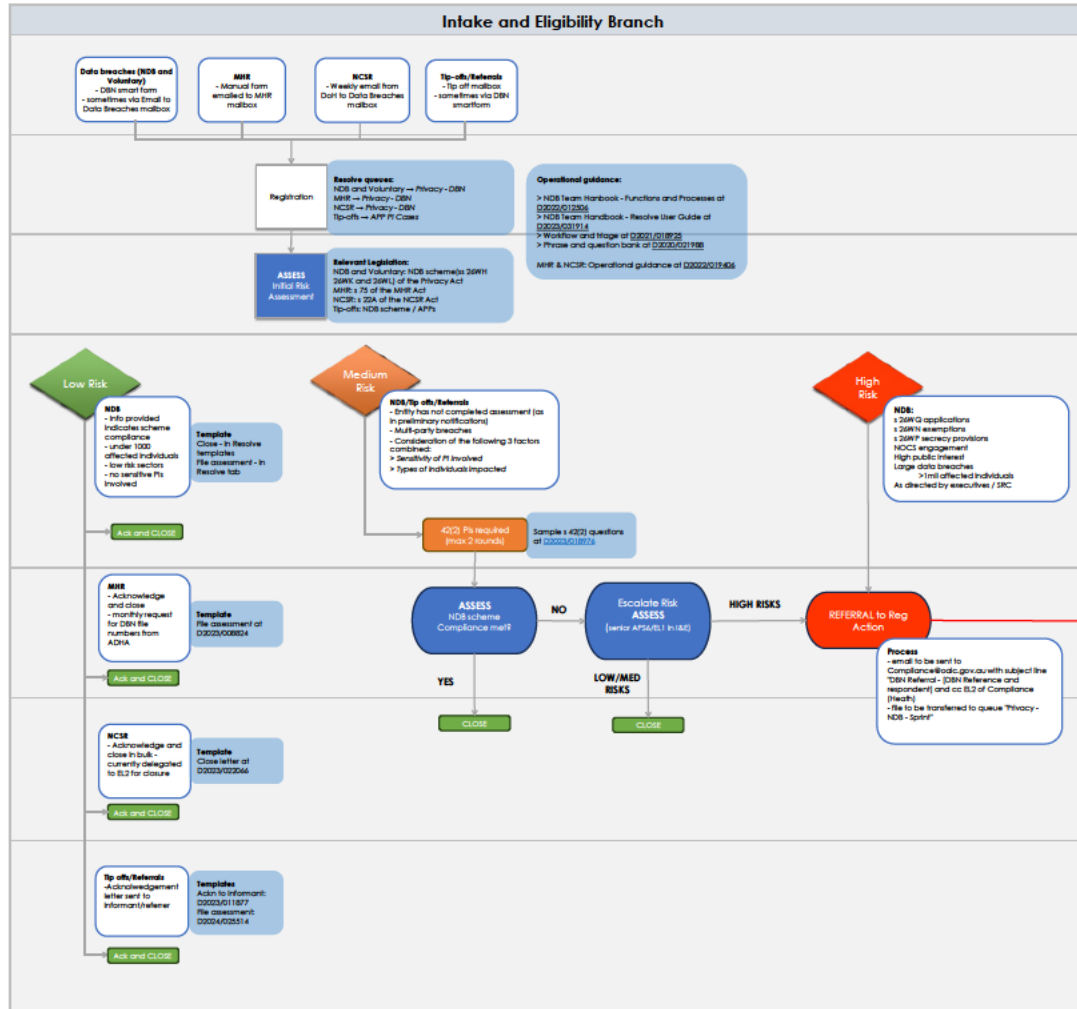 Intake and Eligibility Branch
Data breaches (NDB and
Voluntary)
- DBN smart form
- sometimes via Email to
Data Breaches mailbox
MHR
- Manual form
emailed to MHR
mailbox
NCSR
- Weekly email from
DoH to Data Breaches
mailbox
Tip-offs/Referrals
- Tip off mailbox
- sometimes via DBN
smartform
Registration
Resolve queues:
NDB and Voluntary → Privacy - DBN
MHR → Privacy - DBN
NCSR → Privacy - DBN
Tip-offs → APP PI Cases
Operational guidance:
> NDB Team Hanbook - Functions and Processes at
D2022/012506
> NDB Team Handbook - Resolve User Guide at
D2023/031914
> Workflow and triage at D2021/018925
> Phrase and question bank at D2020/021988
MHR & NCSR: Operational guidance at D2022/019406
ASSESS
Initial Risk
Assessment
Relevant Legislation:
NDB and Voluntary: NDB scheme(ss 26WH
26WK and 26WL) of the Privacy Act
MHR: s 75 of the MHR Act
NCSR: s 22A of the NCSR Act
Tip-offs: NDB scheme / APPs
Low Risk
NDB
- Info provided
indicates scheme
compliance
- under 1000
affected individuals
- low risk sectors
- no sensitive PIs
involved
Template
Close - in Resolve
templates
File assessment - in
Resolve tab
Ack and CLOSE
Medium
Risk
NDB/Tip offs/Referrals
- Entity has not completed assessment (as
in preliminary notifications)
- Multi-party breaches
- Consideration of the following 3 factors
combined:
> Sensitivity of PI involved
> Types of individuals impacted
High
Risk
NDB:
s 26WQ applications
s 26WN exemptions
s 26WP secrecy provisions
NOCS engagement
High public interest
Large data breaches
>1mil affected individuals
As directed by executives / SRC
42(2) PIs required
(max 2 rounds)
Sample s 42(2) questions
at D2023/018976
MHR
- Acknowledge
and close
- monthly request
for DBN file
numbers from
ADHA
Template
File assessment at
D2023/008824
Ack and CLOSE
ASSESS
NDB scheme
Compliance met?
NO
Escalate Risk
ASSESS
(senior APS6/EL1 in I&E)
HIGH RISKS
REFERRAL to Reg
Action
YES
LOW/MED
RISKS
CLOSE
CLOSE
Process
- email to be sent to
Compliance@oaic.gov.au with subject line
"DBN Referral - [DBN Reference and
respondent] and cc EL2 of Compliance
(Heath)
- file to be transferred to queue "Privacy -
NDB - Sprint"
NCSR
- Acknowledge and
close in bulk -
currently delegated
to EL2 for closure
Template
Close letter at
D2023/022066
Ack and CLOSE
Tip offs/Referrals
-Acknalwedgement
letter sent to
informant/referrer
Templates
Ackn to informant:
D2023/011877
File assessment:
D2024/025514
Ack and CLOSE